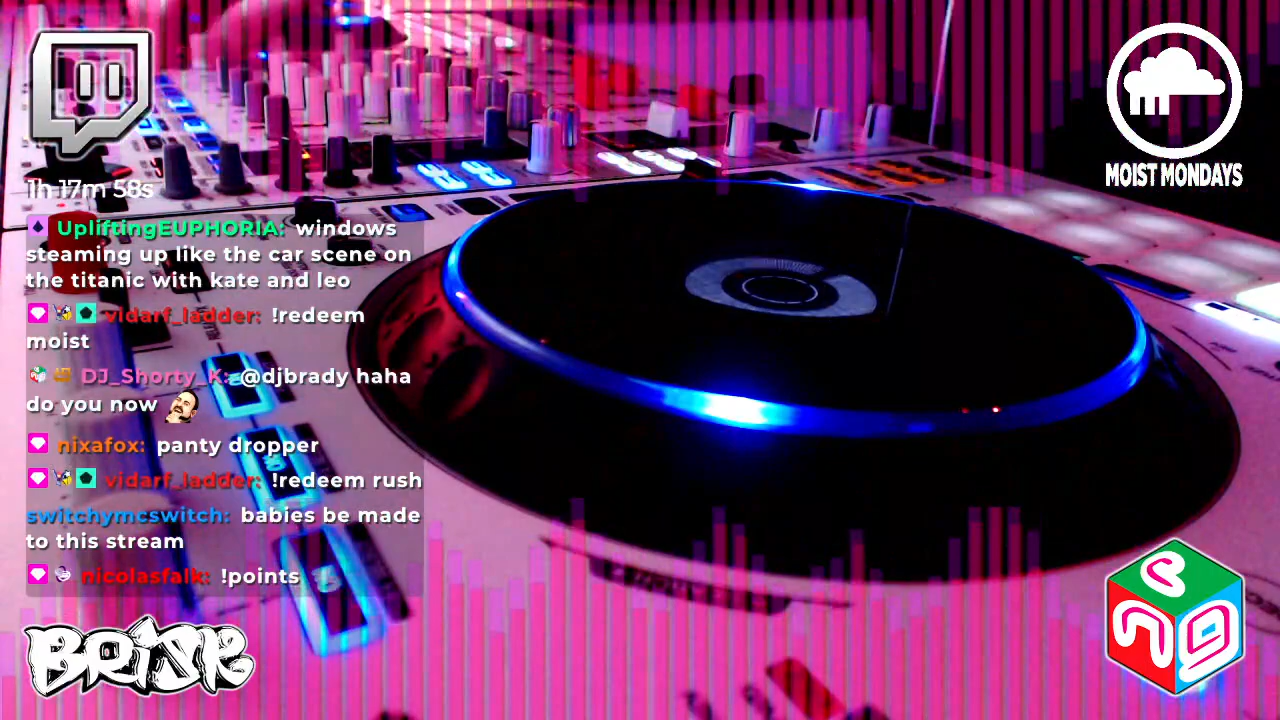 MOIST MONDAYS
1h 17m 58s
UpliftingEUPHORIA: windows
steaming up like the car scene on
the titanic with kate and leo
vidarf_ladder: !redeem
moist
DJ_Shorty_K: @djbrady haha
do you now
nixafox: panty dropper
vidarf_ladder: !redeem rush
switchymcswitch: babies be made
to this stream
nicolasfalk: !points
BRISK